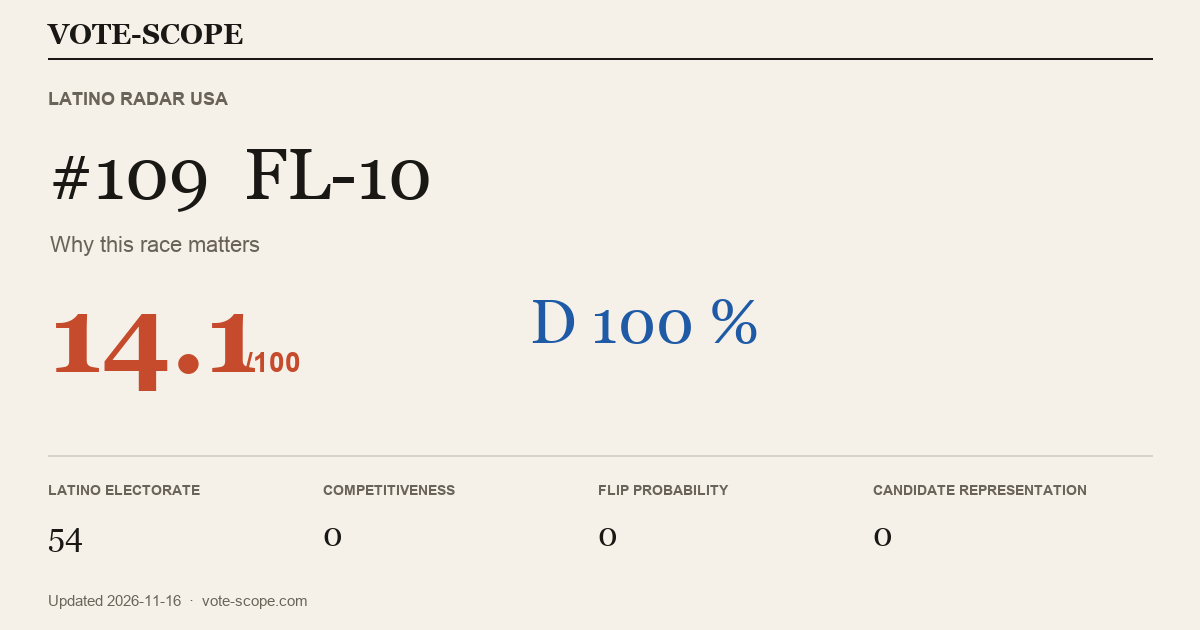 VOTE-SCOPE
LATINO RADAR USA
#109 FL-10
Why this race matters
14.1/100
D 100 %
LATINO ELECTORATE COMPETITIVENESS FLIP PROBABILITY CANDIDATE REPRESENTATION
54 0 0 0
Updated 2026-11-16 · vote-scope.com